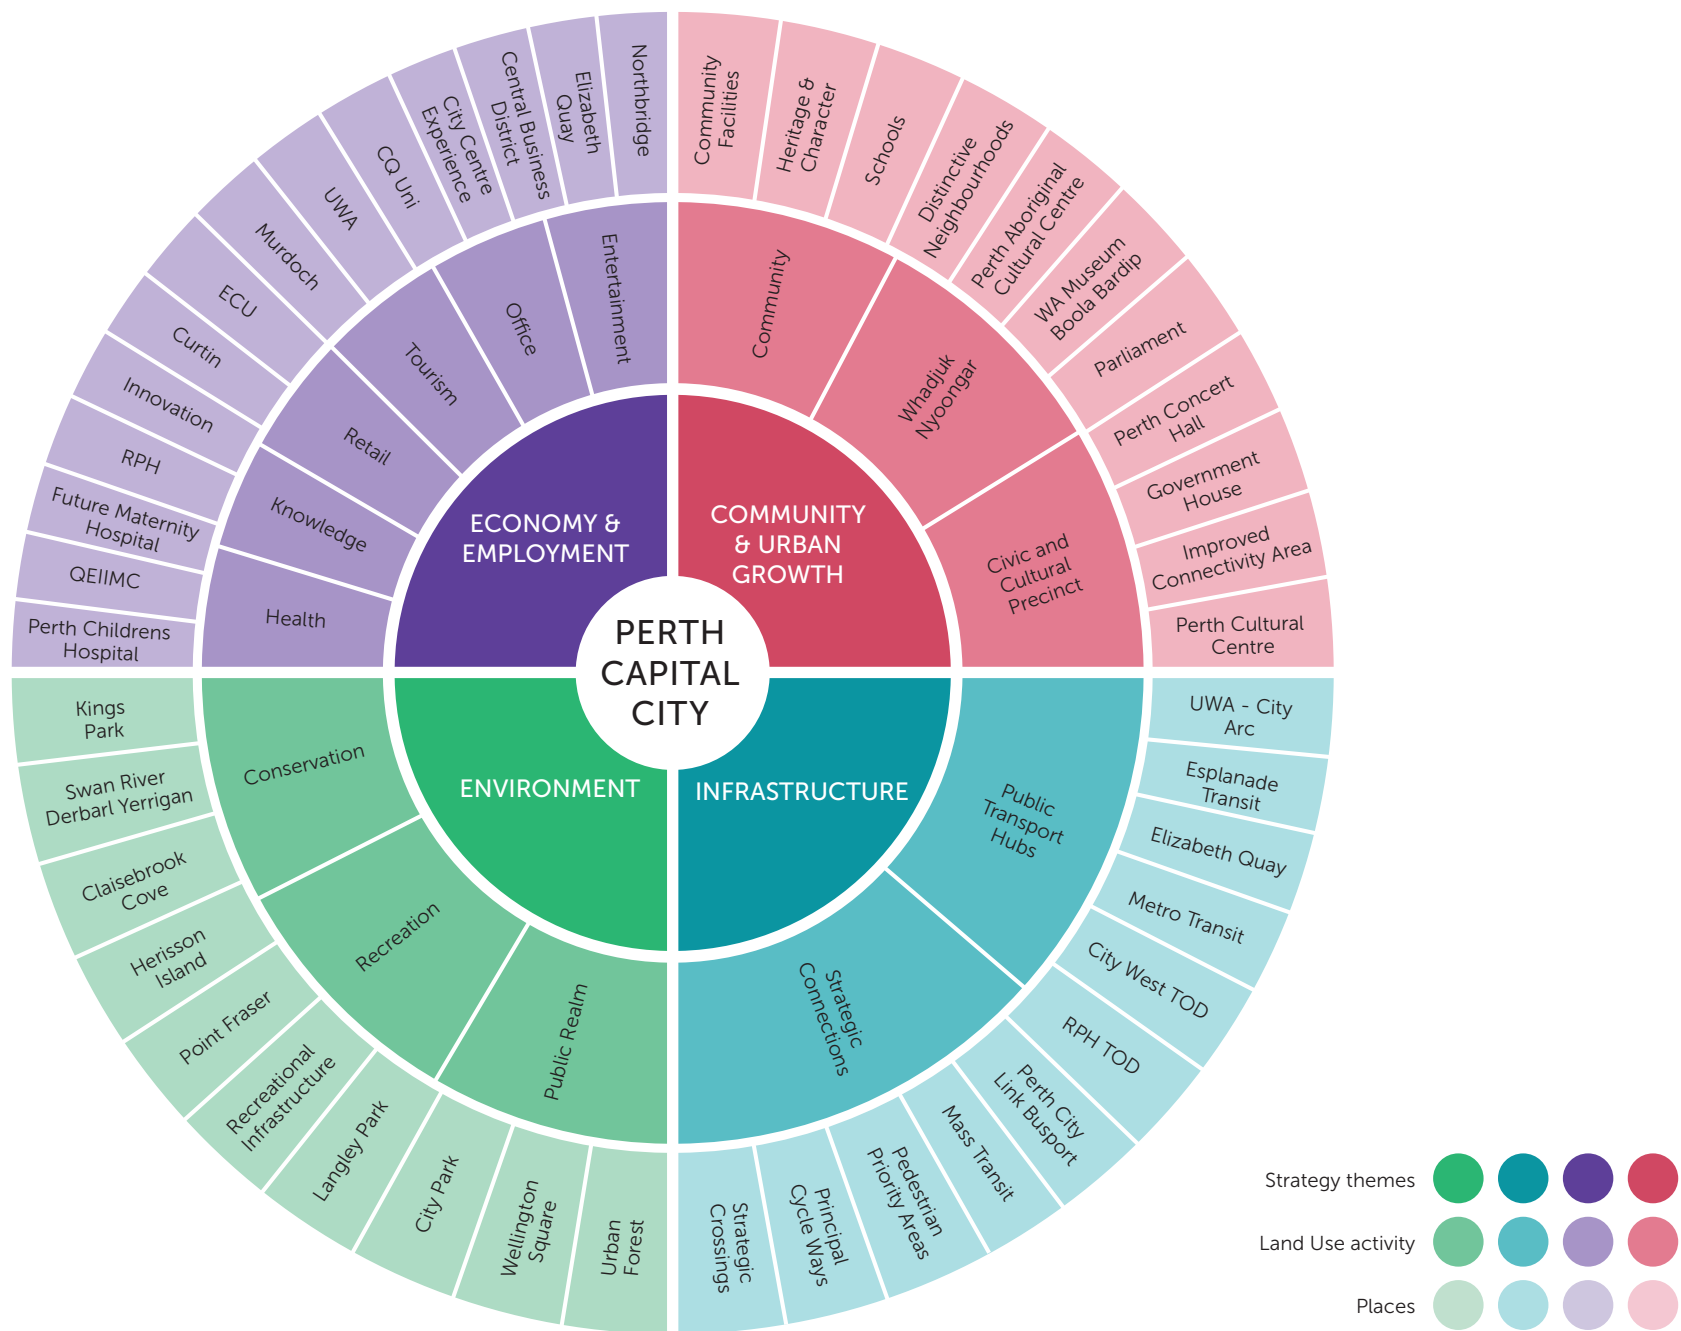 PERTH
CAPITAL
CITY
ECONOMY &
EMPLOYMENT
COMMUNITY
& URBAN
GROWTH
ENVIRONMENT
INFRASTRUCTURE
Health
Knowledge
Retail
Tourism
Office
Entertainment
Community
Whadjuk
Nyoongar
Civic and
Cultural
Precinct
Public
Transport
Hubs
Strategic
Connections
Public Realm
Recreation
Conservation
Perth Childrens
Hospital
QEIIMC
Future Maternity
Hospital
RPH
Innovation
Curtin
ECU
Murdoch
UWA
CQ Uni
City Centre
Experience
Central Business
District
Elizabeth
Quay
Northbridge
Community
Facilities
Heritage &
Character
Schools
Distinctive
Neighbourhoods
Perth Aboriginal
Cultural Centre
WA Museum
Boola Bardip
Parliament
Perth Concert
Hall
Government
House
Improved
Connectivity Area
Perth Cultural
Centre
UWA - City
Arc
Esplanade
Transit
Elizabeth Quay
Metro Transit
City West TOD
RPH TOD
Perth City
Link Busport
Mass Transit
Pedestrian
Priority Areas
Principal
Cycle Ways
Strategic
Crossings
Urban
Forest
Wellington
Square
City Park
Langley Park
Recreational
Infrastructure
Point Fraser
Herisson
Island
Claisebrook
Cove
Swan River
Derbarl Yerrigan
Kings
Park
Strategy themes
Land Use activity
Places